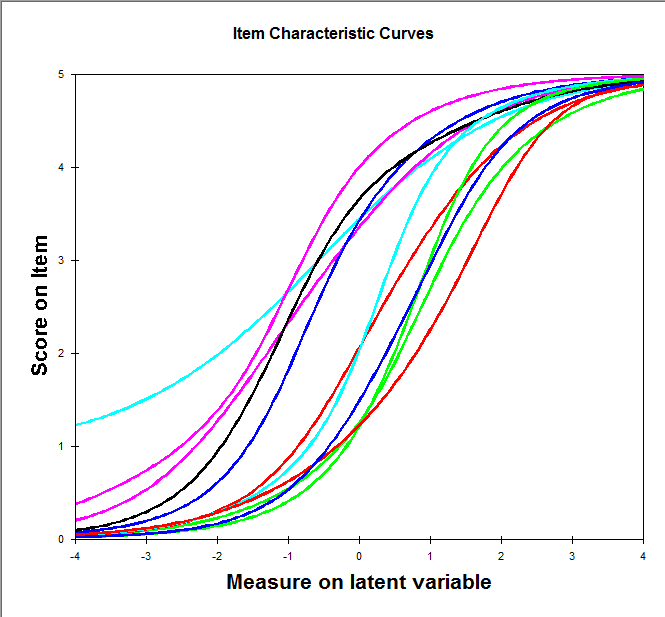 Item Characteristic Curves
5
4
3
2
1
0
Score on Item
-4 -3 -2 -1 0 1 2 3 4
Measure on latent variable